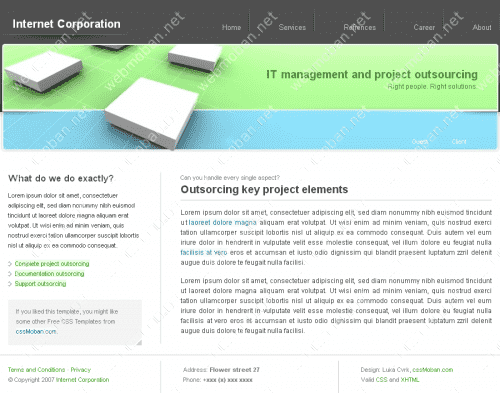 Internet Corporation
Home Services Refrences Career About
IT management and project outsourcing
Right people. Right solutions.
Client
What do we do exactly?
Lorem ipsum dolor sit amet, consectetuer
adipiscing elit, sed diam nonummy nibh euismod
tincidunt ut laoreet dolore magna aliquam erat
volutpat. Ut wisi enim ad minim veniam, quis
nostrud exerci tation ullamcorper suscipit lobortis
nisl ut aliquip ex ea commodo consequat.
> Complete project outsourcing
> Documentation outsourcing
> Support outsourcing
If you liked this template, you might like
some other Free CSS Templates from
cssMoban.com.
Can you handle every single aspect?
Outsorcing key project elements
Lorem ipsum dolor sit amet, consectetuer adipiscing elit, sed diam nonummy nibh euismod tincidunt
ut laoreet dolore magna aliquam erat volutpat. Ut wisi enim ad minim veniam, quis nostrud exerci
tation ullamcorper suscipit lobortis nisl ut aliquip ex ea commodo consequat. Duis autem vel eum
iriure dolor in hendrerit in vulputate velit esse molestie consequat, vel illum dolore eu feugiat nulla
facilisis at vero eros et accumsan et iusto odio dignissim qui blandit praesent luptatum zzril delenit
augue duis dolore te feugait nulla facilisi.
Lorem ipsum dolor sit amet, consectetuer adipiscing elit, sed diam nonummy nibh euismod tincidunt
ut laoreet dolore magna aliquam erat volutpat. Ut wisi enim ad minim veniam, quis nostrud exerci
tation ullamcorper suscipit lobortis nisl ut aliquip ex ea commodo consequat. Duis autem vel eum
iriure dolor in hendrerit in vulputate velit esse molestie consequat, vel illum dolore eu feugiat nulla
facilisis at vero eros et accumsan et iusto odio dignissim qui blandit praesent luptatum zzril delenit
augue duis dolore te feugait nulla facilisi.
Terms and Conditions · Privacy
© Copyright 2007 Internet Corporation
Address: Flower street 27
Phone: +xxx (x) xxx xxxx
Design: Luka Cvrk, cssMoban.com
Valid CSS and XHTML